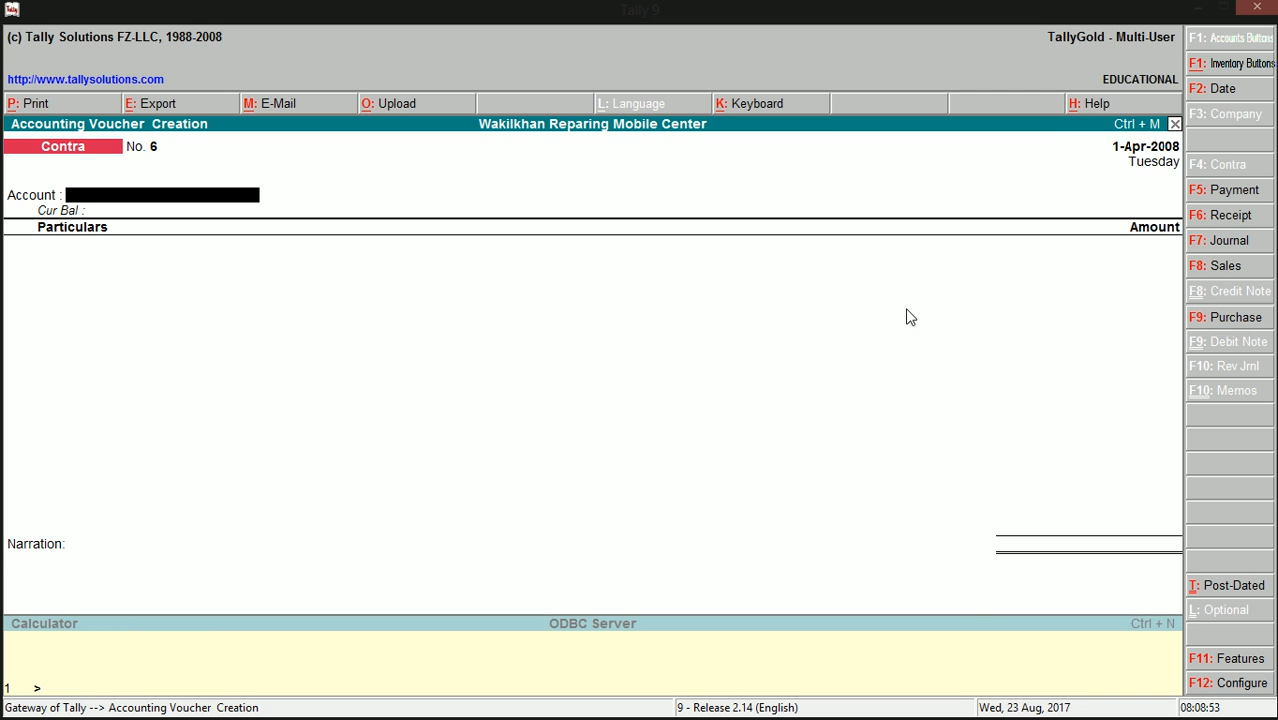 Tally
Tally 9
(c) Tally Solutions FZ-LLC, 1988-2008
TallyGold - Multi-User
http://www.tallysolutions.com
EDUCATIONAL
P: Print
E: Export
M: E-Mail
O: Upload
L: Language
K: Keyboard
H: Help
Accounting Voucher Creation
Wakilkhan Reparing Mobile Center
Ctrl + M
Contra
No. 6
1-Apr-2008
Tuesday
Account :
Cur Bal :
Particulars
Amount
Narration:
Calculator
ODBC Server
Ctrl + N
1 >
F1: Accounts Buttons
F1: Inventory Buttons
F2: Date
F3: Company
F4: Contra
F5: Payment
F6: Receipt
F7: Journal
F8: Sales
F8: Credit Note
F9: Purchase
F9: Debit Note
F10: Rev Jrnl
F10: Memos
T: Post-Dated
L: Optional
F11: Features
F12: Configure
Gateway of Tally --> Accounting Voucher Creation
9 - Release 2.14 (English)
Wed, 23 Aug, 2017
08:08:53